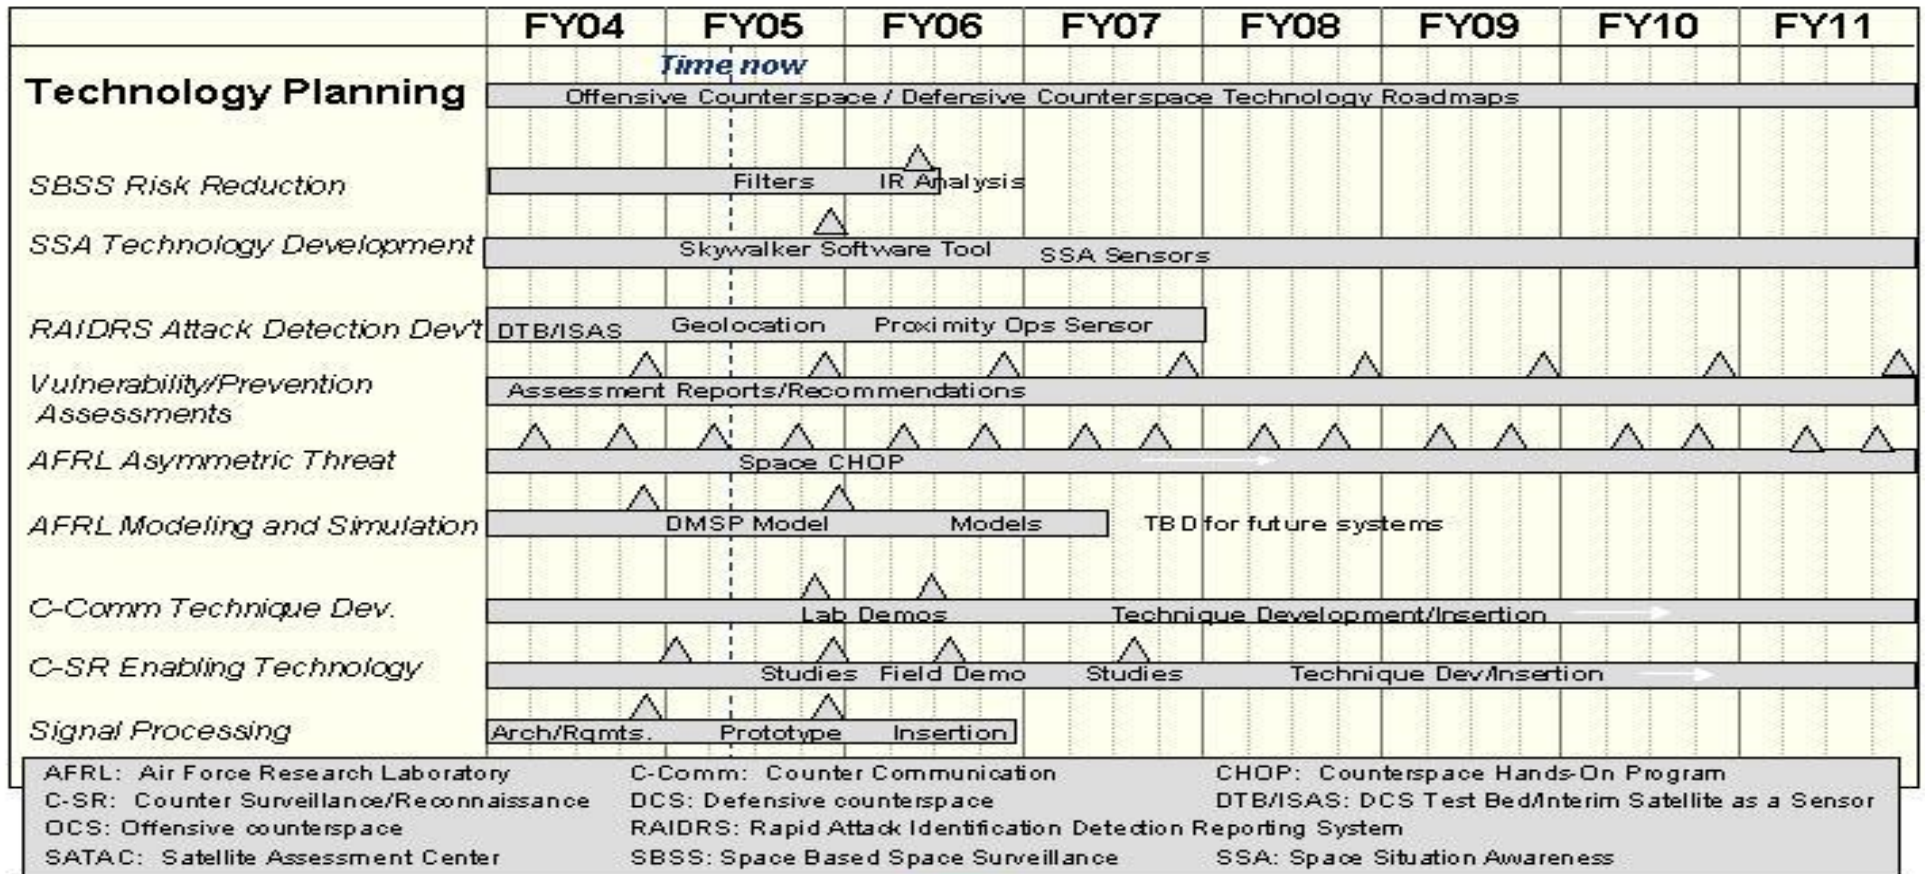 FY04 FY05 FY06 FY07 FY08 FY09 FY10 FY11
Time now
Technology Planning
Offensive Counterspace / Defensive Counterspace Technology Roadmaps
SBSS Risk Reduction
Filters IR Analysis
SSA Technology Development
Skywalker Software Tool SSA Sensors
RAIDRS Attack Detection Dev't
DTB/ISAS Geolocation Proximity Ops Sensor
Vulnerability/Prevention
Assessments
Assessment Reports/Recommendations
AFRL Asymmetric Threat
Space CHOP
AFRL Modeling and Simulation
DMSP Model Models TBD for future systems
C-Comm Technique Dev.
Lab Demos Technique Development/Insertion
C-SR Enabling Technology
Studies Field Demo Studies Technique Dev/Insertion
Signal Processing
Arch/Rqmts. Prototype Insertion
AFRL: Air Force Research Laboratory C-Comm: Counter Communication CHOP: Counterspace Hands-On Program
C-SR: Counter Surveillance/Reconnaissance DCS: Defensive counterspace DTB/ISAS: DCS Test Bed/Interim Satellite as a Sensor
OCS: Offensive counterspace RAIDRS: Rapid Attack Identification Detection Reporting System
SATAC: Satellite Assessment Center SBSS: Space Based Space Surveillance SSA: Space Situation Awareness